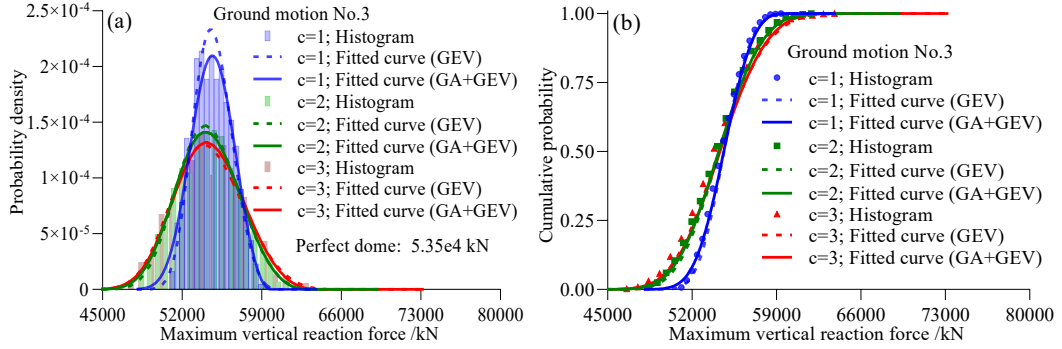 (a)
Ground motion No.3
c=1; Histogram
c=1; Fitted curve (GEV)
c=1; Fitted curve (GA+GEV)
c=2; Histogram
c=2; Fitted curve (GEV)
c=2; Fitted curve (GA+GEV)
c=3; Histogram
c=3; Fitted curve (GEV)
c=3; Fitted curve (GA+GEV)
Perfect dome: 5.35e4 kN
Probability density
2.5×10⁻⁴
2×10⁻⁴
1.5×10⁻⁴
1×10⁻⁴
5×10⁻⁵
0
45000 52000 59000 66000 73000 80000
Maximum vertical reaction force /kN
(b)
Ground motion No.3
c=1; Histogram
c=1; Fitted curve (GEV)
c=1; Fitted curve (GA+GEV)
c=2; Histogram
c=2; Fitted curve (GEV)
c=2; Fitted curve (GA+GEV)
c=3; Histogram
c=3; Fitted curve (GEV)
c=3; Fitted curve (GA+GEV)
Cumulative probability
1.00
0.75
0.50
0.25
0.00
45000 52000 59000 66000 73000 80000
Maximum vertical reaction force /kN